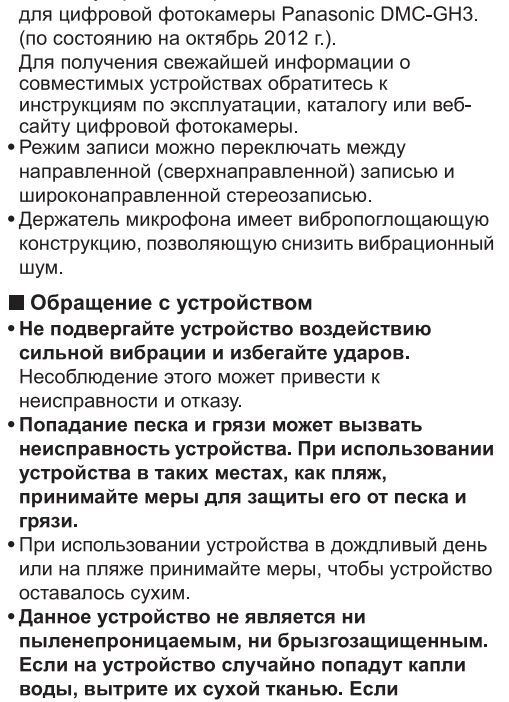 для цифровой фотокамеры Panasonic DMC-GH3.
(по состоянию на октябрь 2012 г.).
Для получения свежайшей информации о
совместимых устройствах обратитесь к
инструкциям по эксплуатации, каталогу или веб-
сайту цифровой фотокамеры.
• Режим записи можно переключать между
направленной (сверхнаправленной) записью и
широконаправленной стереозаписью.
• Держатель микрофона имеет вибропоглощающую
конструкцию, позволяющую снизить вибрационный
шум.
■ Обращение с устройством
• Не подвергайте устройство воздействию
сильной вибрации и избегайте ударов.
Несоблюдение этого может привести к
неисправности и отказу.
• Попадание песка и грязи может вызвать
неисправность устройства. При использовании
устройства в таких местах, как пляж,
принимайте меры для защиты его от песка и
грязи.
• При использовании устройства в дождливый день
или на пляже принимайте меры, чтобы устройство
оставалось сухим.
• Данное устройство не является ни
пыленепроницаемым, ни брызгозащищенным.
Если на устройство случайно попадут капли
воды, вытрите их сухой тканью. Если